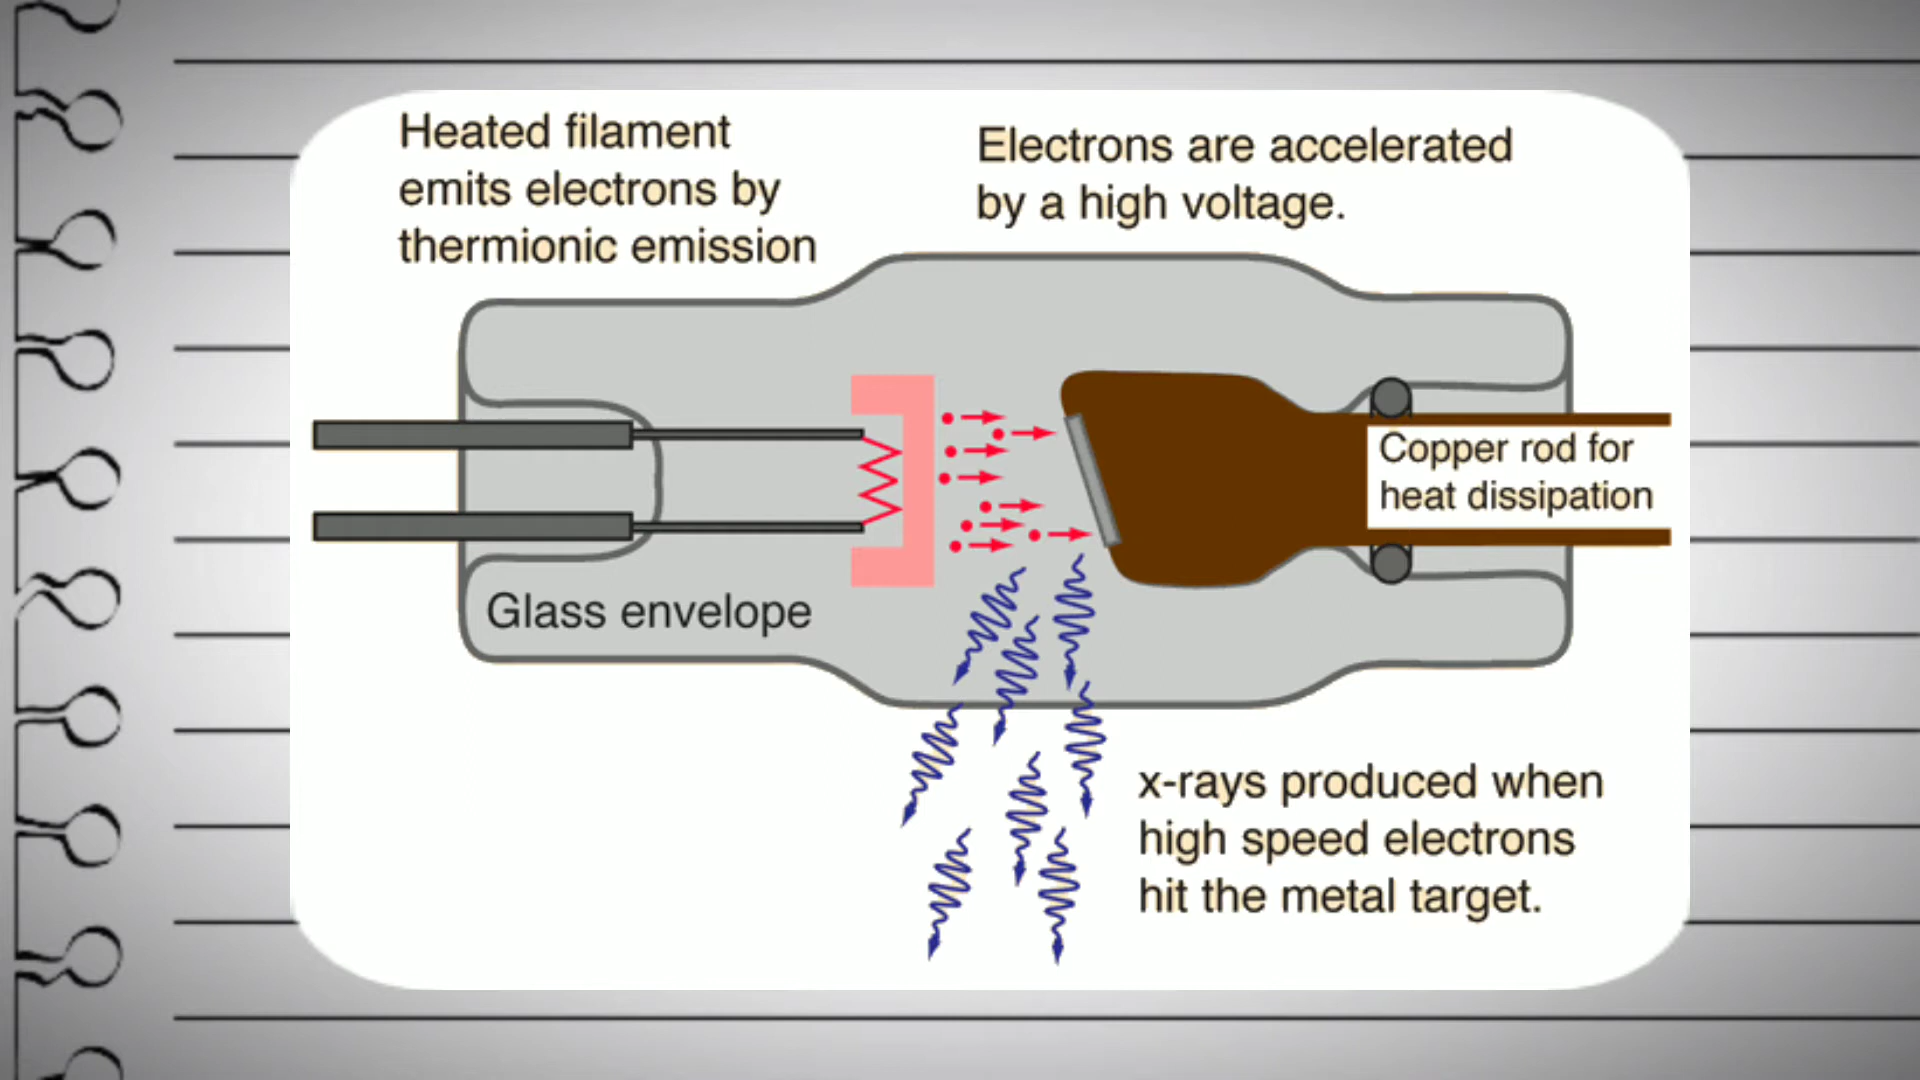 Heated filament
emits electrons by
thermionic emission
Electrons are accelerated
by a high voltage.
Copper rod for
heat dissipation
Glass envelope
x-rays produced when
high speed electrons
hit the metal target.